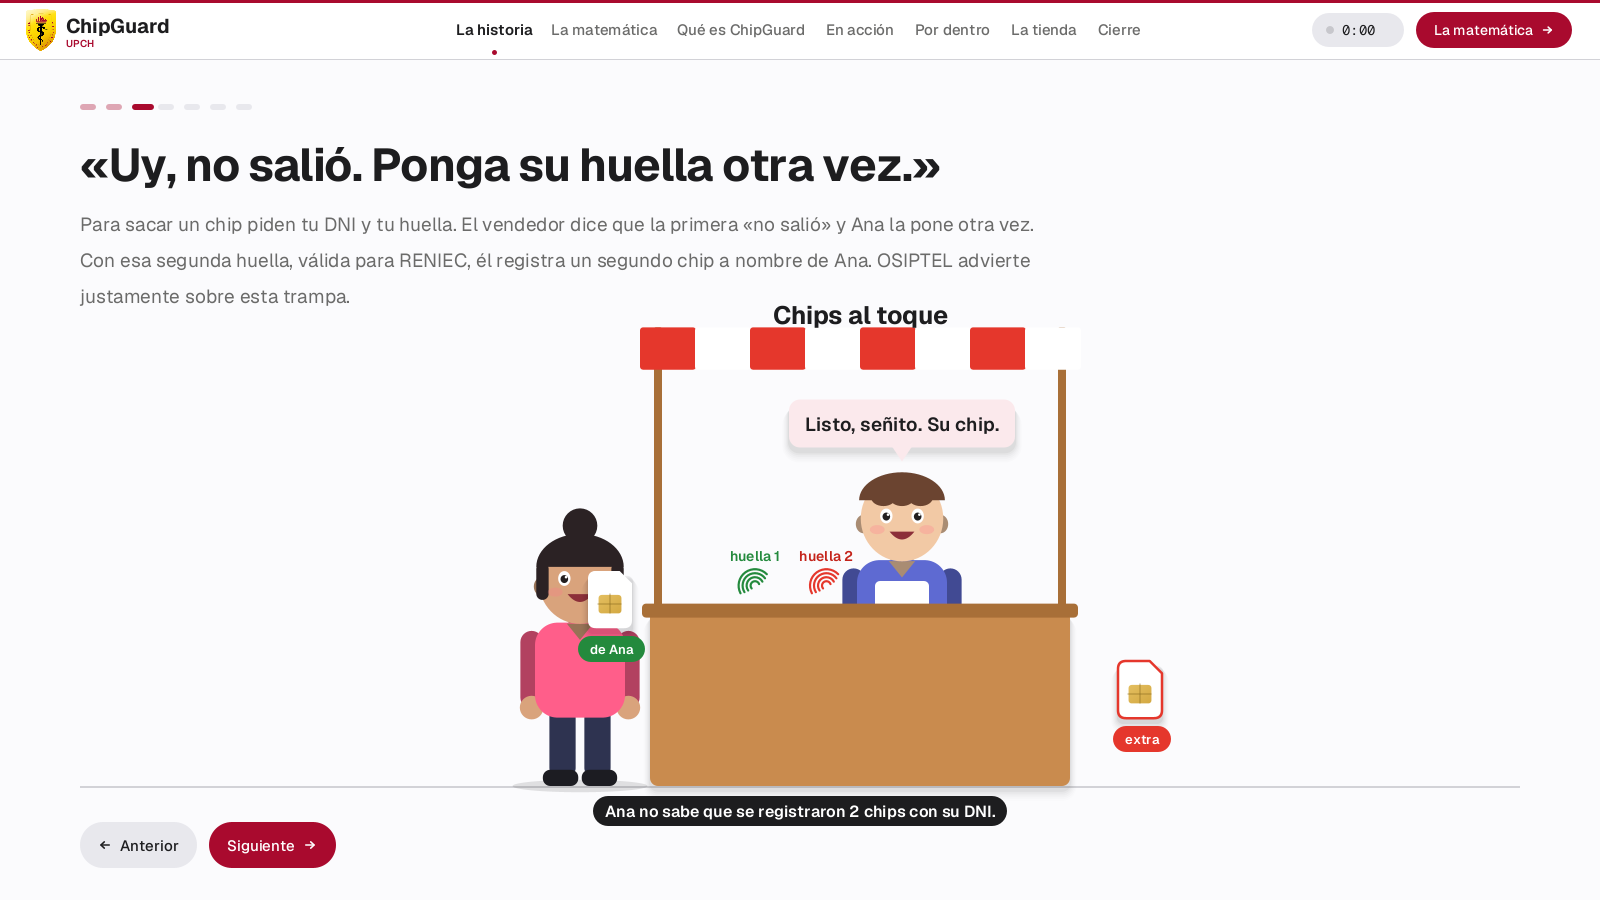 ChipGuard
UPCH
La historia
La matemática
Qué es ChipGuard
En acción
Por dentro
La tienda
Cierre
0:00
La matemática →
«Uy, no salió. Ponga su huella otra vez.»
Para sacar un chip piden tu DNI y tu huella. El vendedor dice que la primera «no salió» y Ana la pone otra vez.
Con esa segunda huella, válida para RENIEC, él registra un segundo chip a nombre de Ana. OSIPTEL advierte
justamente sobre esta trampa.
Chips al toque
Listo, señito. Su chip.
huella 1
huella 2
de Ana
extra
Ana no sabe que se registraron 2 chips con su DNI.
← Anterior
Siguiente →